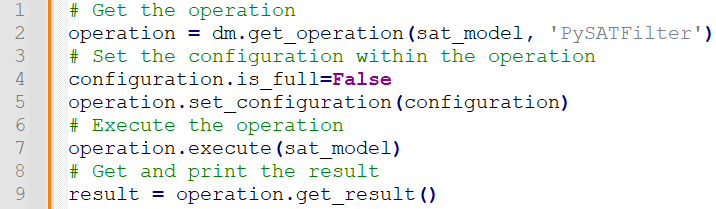 1 # Get the operation
2 operation = dm.get_operation(sat_model, 'PySATFilter')
3 # Set the configuration within the operation
4 configuration.is_full=False
5 operation.set_configuration(configuration)
6 # Execute the operation
7 operation.execute(sat_model)
8 # Get and print the result
9 result = operation.get_result()